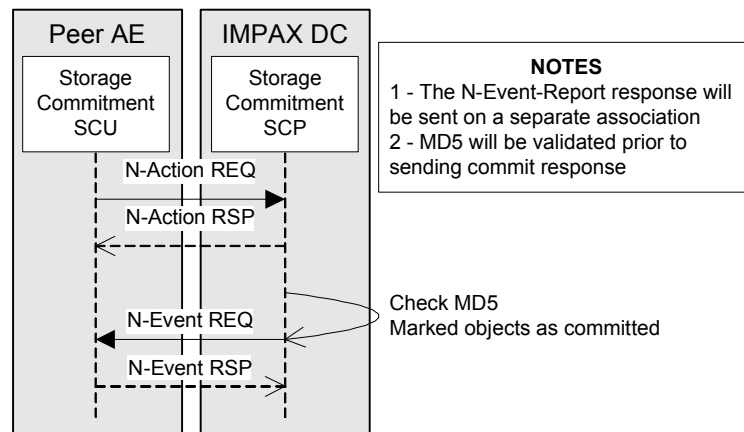 Peer AE
IMPAX DC
Storage
Commitment
SCU
Storage
Commitment
SCP
NOTES
1 - The N-Event-Report response will
be sent on a separate association
2 - MD5 will be validated prior to
sending commit response
N-Action REQ
N-Action RSP
Check MD5
Marked objects as committed
N-Event REQ
N-Event RSP